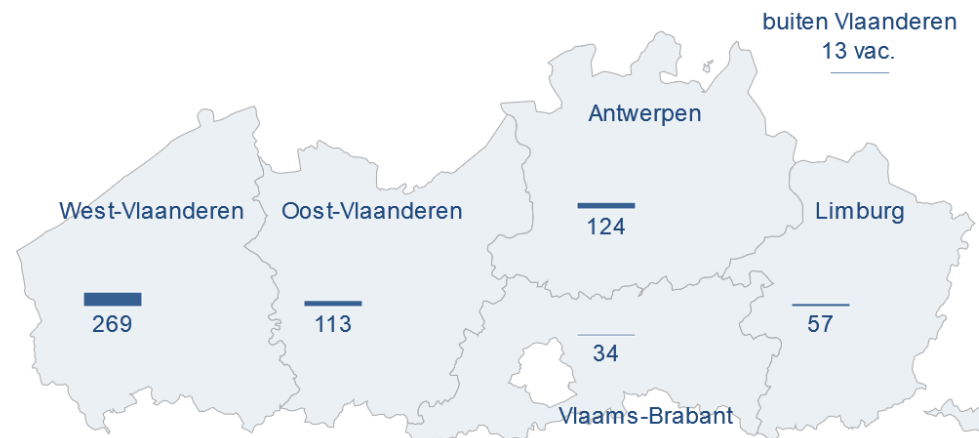 buiten Vlaanderen
13 vac.
Antwerpen
124
West-Vlaanderen
269
Oost-Vlaanderen
113
Limburg
57
34
Vlaams-Brabant